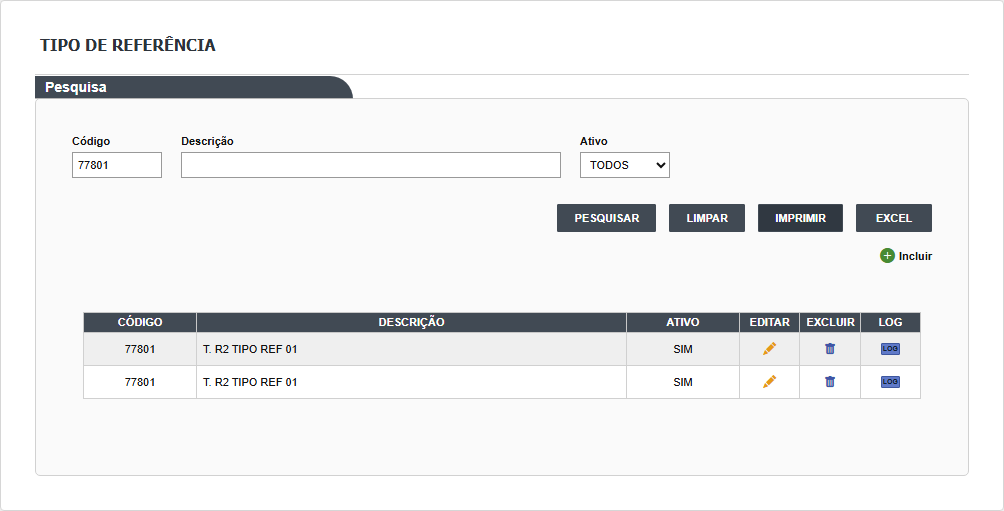 TIPO DE REFERÊNCIA
Pesquisa
Código Descrição Ativo
77801 TODOS
PESQUISAR LIMPAR IMPRIMIR EXCEL
Incluir
CÓDIGO DESCRIÇÃO ATIVO EDITAR EXCLUIR LOG
77801 T. R2 TIPO REF 01 SIM LOG
77801 T. R2 TIPO REF 01 SIM LOG